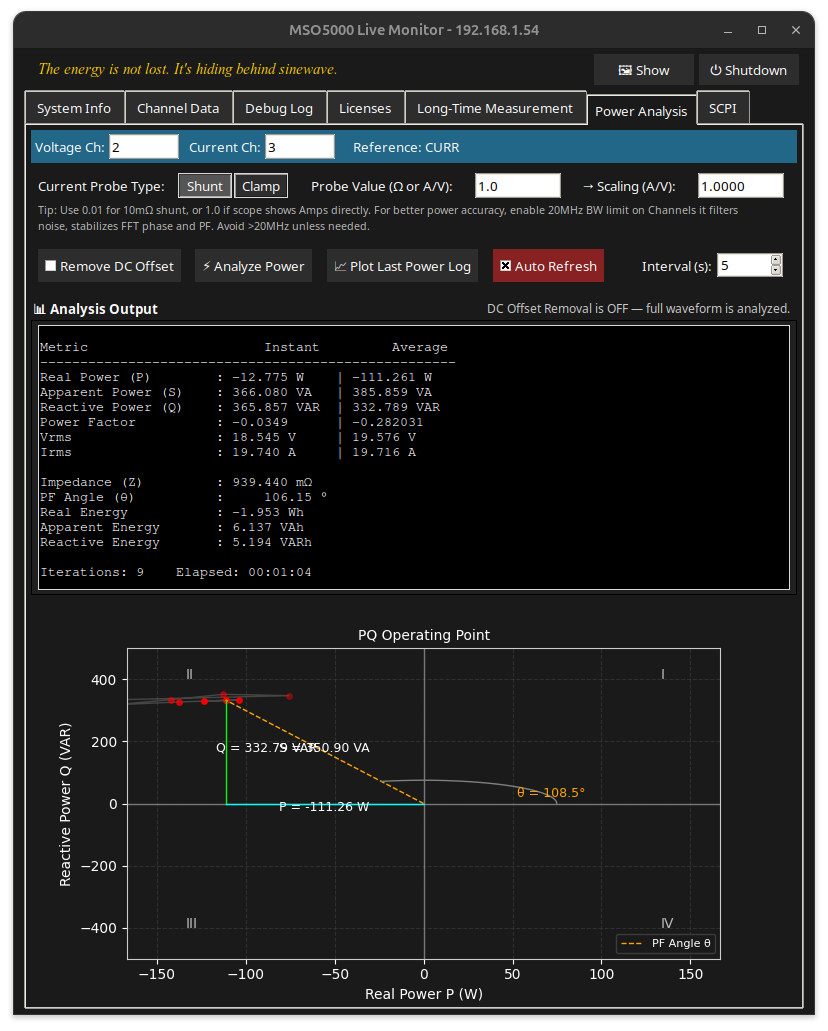 MSO5000 Live Monitor - 192.168.1.54
The energy is not lost. It's hiding behind sinewave.
Show
Shutdown
System Info
Channel Data
Debug Log
Licenses
Long-Time Measurement
Power Analysis
SCPI
Voltage Ch: 2 Current Ch: 3 Reference: CURR
Current Probe Type: Shunt Clamp Probe Value (Ω or A/V): 1.0 → Scaling (A/V): 1.0000
Tip: Use 0.01 for 10mΩ shunt, or 1.0 if scope shows Amps directly. For better power accuracy, enable 20MHz BW limit on Channels it filters
noise, stabilizes FFT phase and PF. Avoid >20MHz unless needed.
Remove DC Offset ⚡ Analyze Power Plot Last Power Log Auto Refresh Interval (s): 5
Analysis Output
DC Offset Removal is OFF — full waveform is analyzed.
Metric Instant Average
----------------------------------------------------
Real Power (P) : -12.775 W | -111.261 W
Apparent Power (S) : 366.080 VA | 385.859 VA
Reactive Power (Q) : 365.857 VAR | 332.789 VAR
Power Factor : -0.0349 | -0.282031
Vrms : 18.545 V | 19.576 V
Irms : 19.740 A | 19.716 A
Impedance (Z) : 939.440 mΩ
PF Angle (θ) : 106.15 °
Real Energy : -1.953 Wh
Apparent Energy : 6.137 VAh
Reactive Energy : 5.194 VARh
Iterations: 9 Elapsed: 00:01:04
PQ Operating Point
400
200
0
−200
−400
Reactive Power Q (VAR)
II
I
Q = 332.79 VAR
S = 350.90 VA
θ = 108.5°
P = -111.26 W
III
IV
PF Angle θ
−150 −100 −50 0 50 100 150
Real Power P (W)